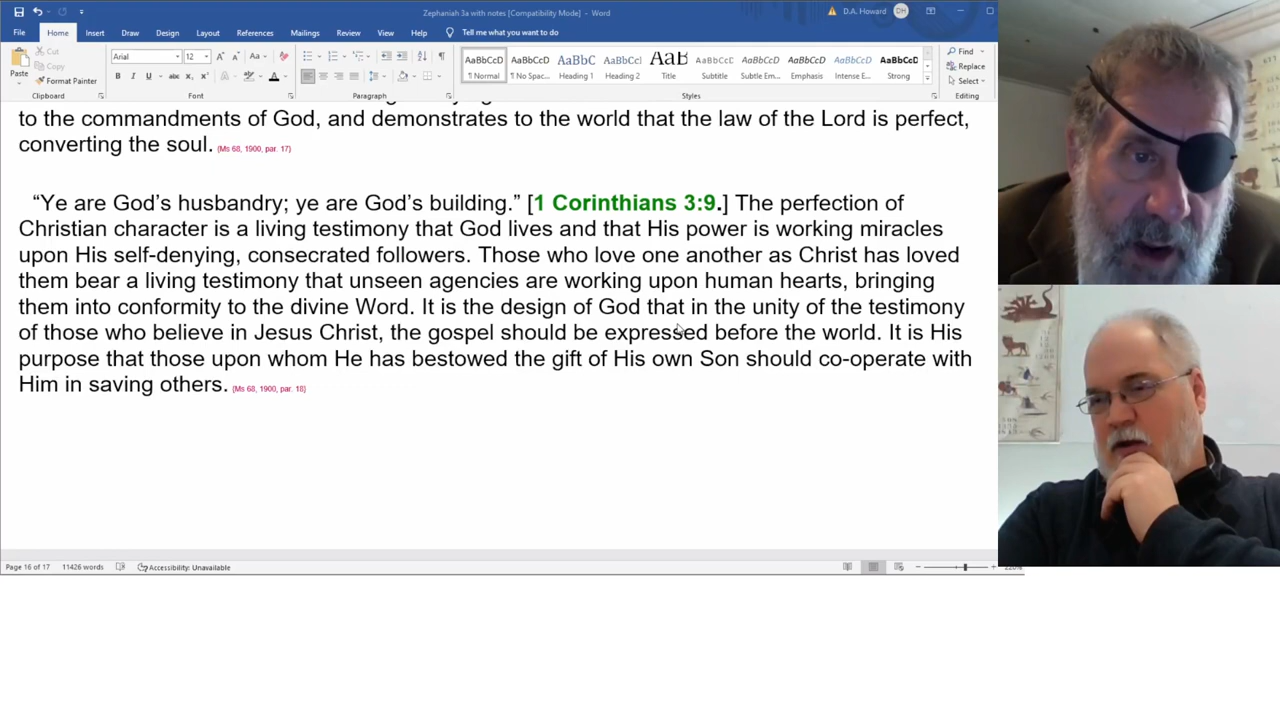 Zephaniah 3a with notes [Compatibility Mode] - Word
D.A. Howard
DH
File Home Insert Draw Design Layout References Mailings Review View Help Tell me what you want to do
Paste
Cut
Copy
Format Painter
Clipboard
Arial 12
B I U abc x₂ x²
Font
Paragraph
AaBbCcD AaBbCcD AaBbC AaBbCcC AaB AaBbCcD AaBbCcD AaBbCcD AaBbCcD AaBbCcD
¶ Normal ¶ No Spac... Heading 1 Heading 2 Title Subtitle Subtle Em... Emphasis Intense E... Strong
Styles
Find
Replace
Select
Editing
to the commandments of God, and demonstrates to the world that the law of the Lord is perfect,
converting the soul. (Ms 68, 1900, par. 17)
“Ye are God’s husbandry; ye are God’s building.” [1 Corinthians 3:9.] The perfection of
Christian character is a living testimony that God lives and that His power is working miracles
upon His self-denying, consecrated followers. Those who love one another as Christ has loved
them bear a living testimony that unseen agencies are working upon human hearts, bringing
them into conformity to the divine Word. It is the design of God that in the unity of the testimony
of those who believe in Jesus Christ, the gospel should be expressed before the world. It is His
purpose that those upon whom He has bestowed the gift of His own Son should co-operate with
Him in saving others. (Ms 68, 1900, par. 18)
Page 16 of 17 11426 words Accessibility: Unavailable